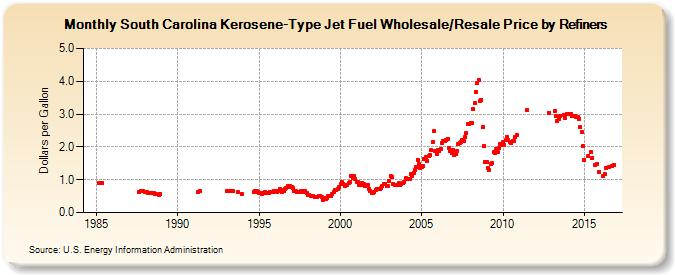 Monthly South Carolina Kerosene-Type Jet Fuel Wholesale/Resale Price by Refiners
Dollars per Gallon
5.0
4.0
3.0
2.0
1.0
0.0
1985 1990 1995 2000 2005 2010 2015
Source: U.S. Energy Information Administration